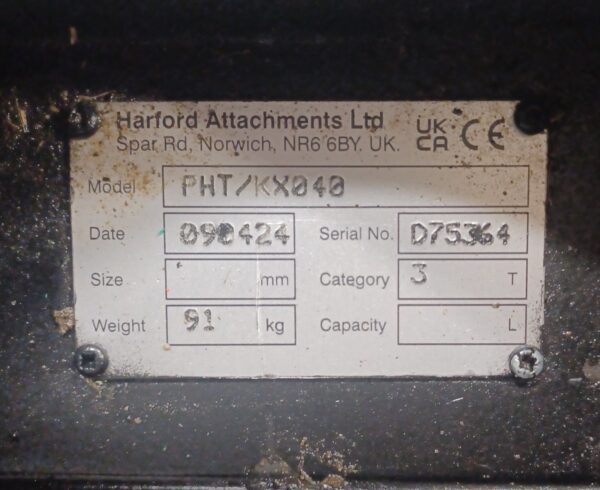 Harford Attachments Ltd
Spar Rd, Norwich, NR6 6BY. UK. UK CA CE
Model PHT/KX040
Date 090424 Serial No. D75364
Size mm Category 3 T
Weight 91 kg Capacity L